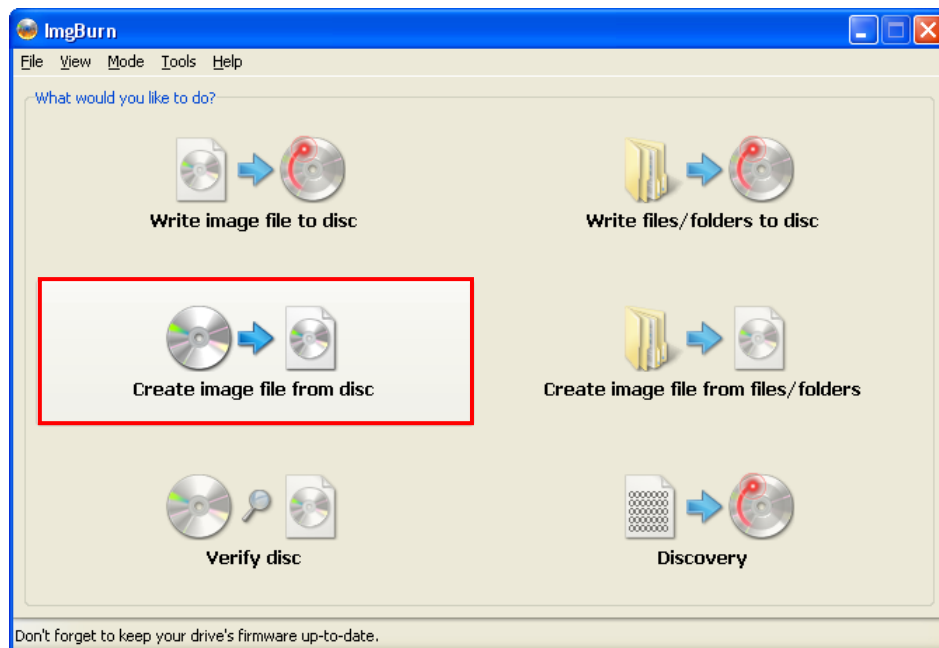 ImgBurn
File View Mode Tools Help
What would you like to do?
Write image file to disc
Write files/folders to disc
Create image file from disc
Create image file from files/folders
Verify disc
Discovery
Don't forget to keep your drive's firmware up-to-date.